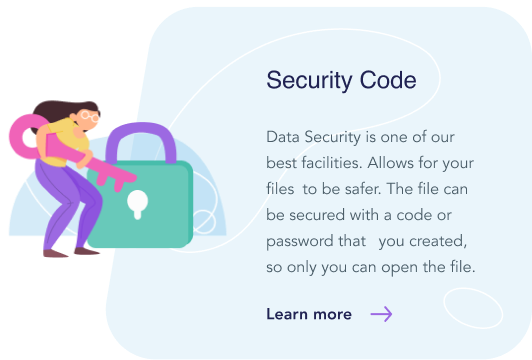 Security Code
Data Security is one of our
best facilities. Allows for your
files to be safer. The file can
be secured with a code or
password that you created,
so only you can open the file.
Learn more